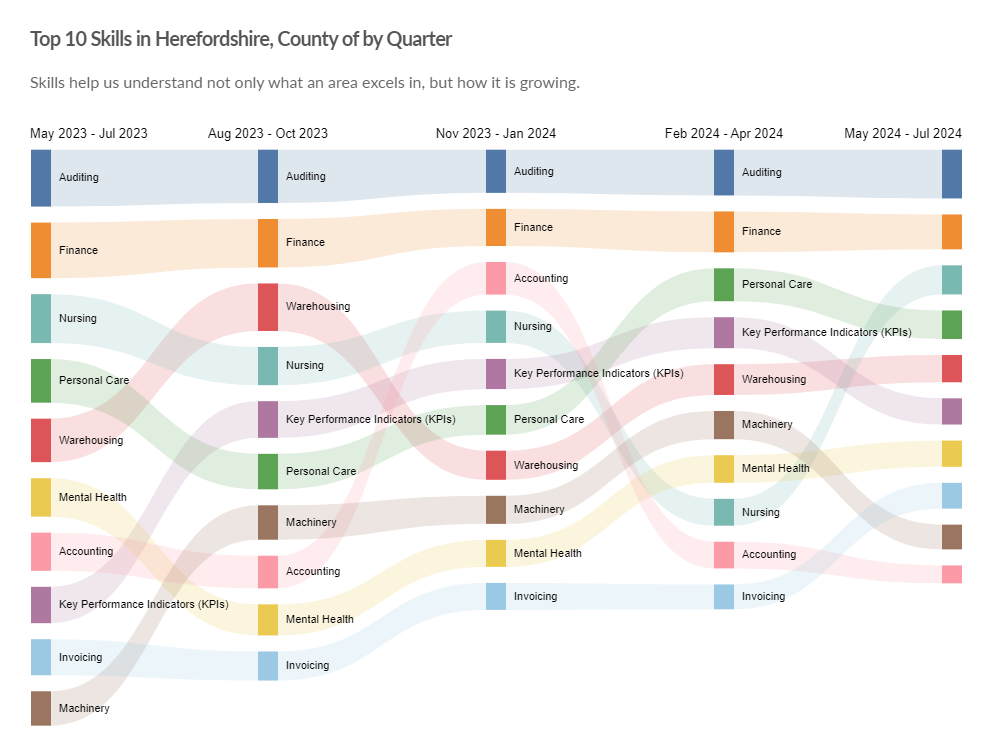 Top 10 Skills in Herefordshire, County of by Quarter
Skills help us understand not only what an area excels in, but how it is growing.
May 2023 - Jul 2023
Aug 2023 - Oct 2023
Nov 2023 - Jan 2024
Feb 2024 - Apr 2024
May 2024 - Jul 2024
Auditing
Finance
Nursing
Personal Care
Warehousing
Mental Health
Accounting
Key Performance Indicators (KPIs)
Invoicing
Machinery
Auditing
Finance
Warehousing
Nursing
Key Performance Indicators (KPIs)
Personal Care
Machinery
Accounting
Mental Health
Invoicing
Auditing
Finance
Accounting
Nursing
Key Performance Indicators (KPIs)
Personal Care
Warehousing
Machinery
Mental Health
Invoicing
Auditing
Finance
Personal Care
Key Performance Indicators (KPIs)
Warehousing
Machinery
Mental Health
Nursing
Accounting
Invoicing